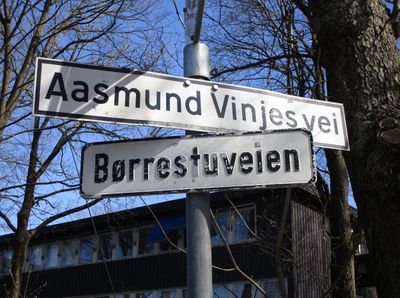 Aasmund Vinjes vei
Børrestuveien